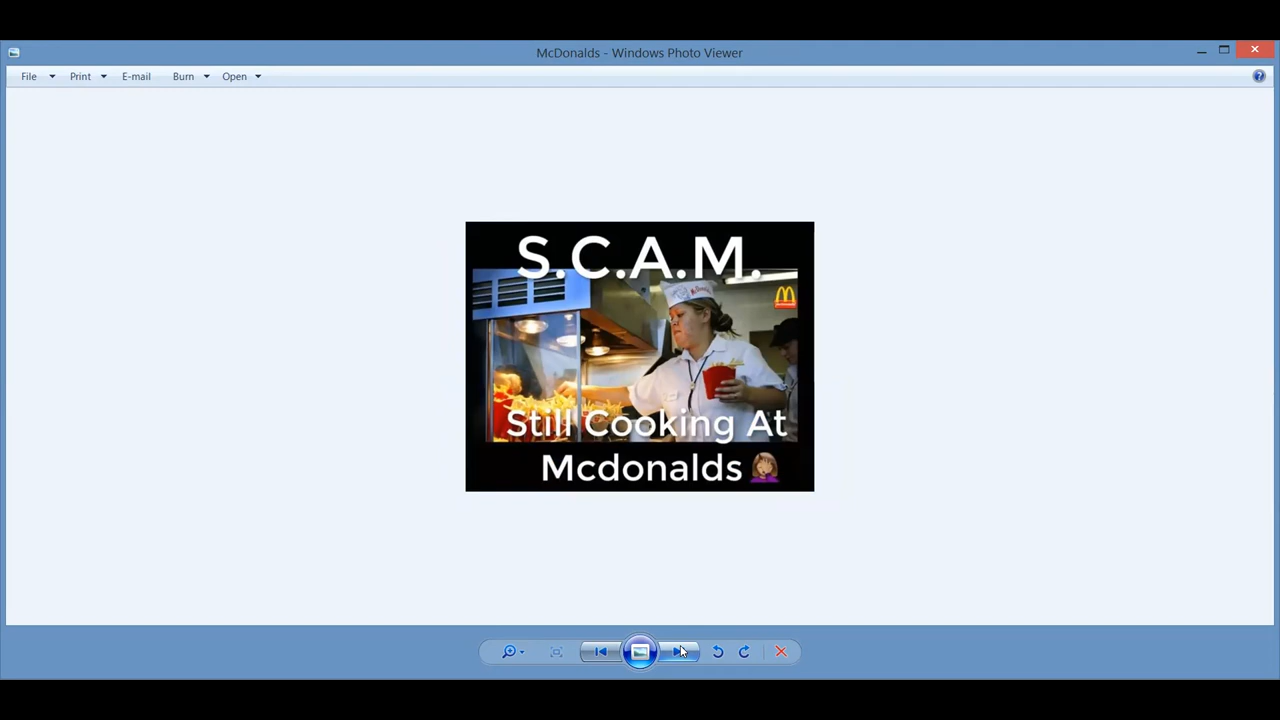 McDonalds - Windows Photo Viewer
File Print E-mail Burn Open
S.C.A.M.
Still Cooking At
Mcdonalds